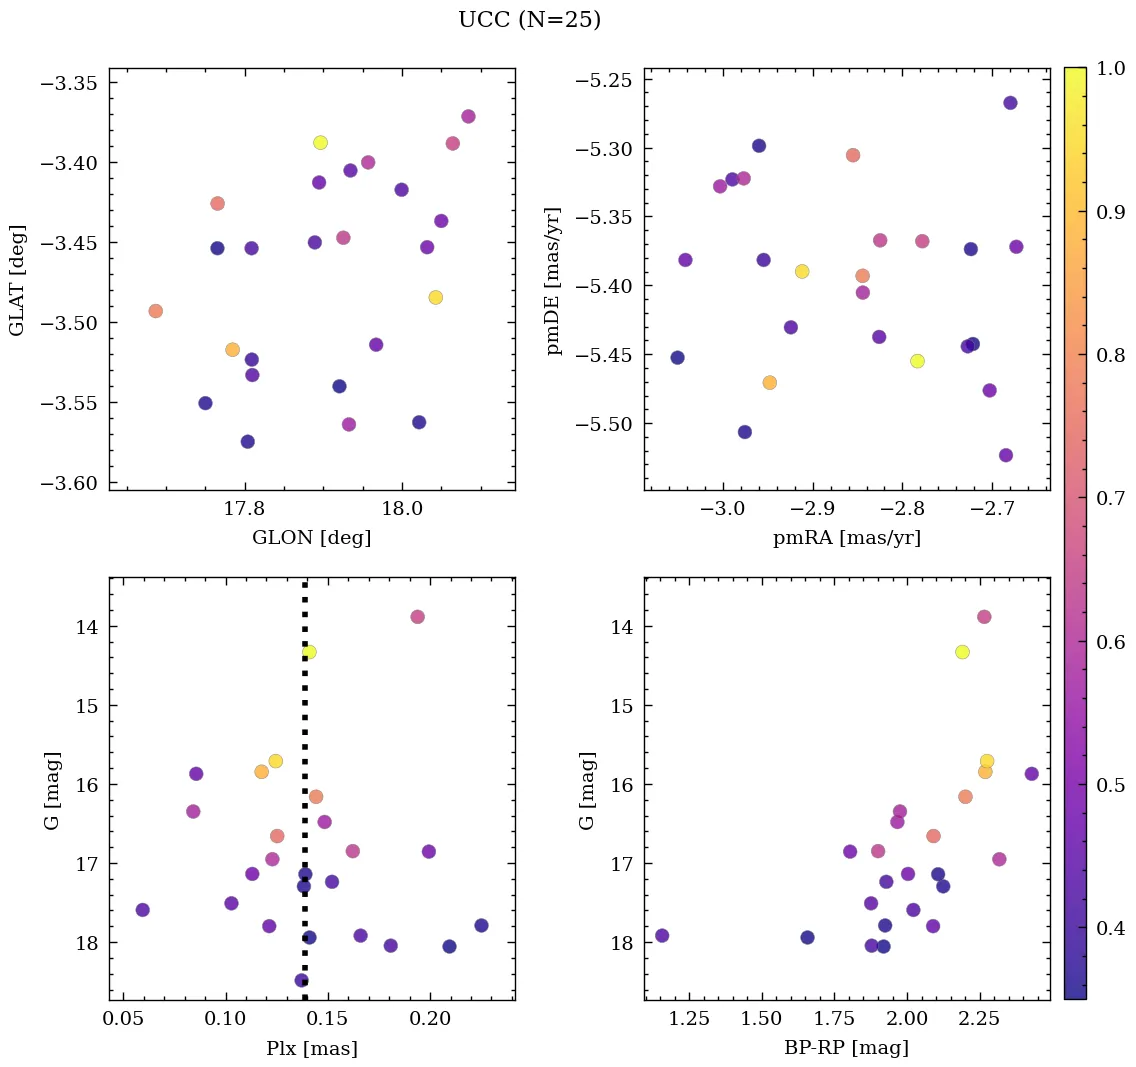 UCC (N=25)
−3.35
−3.40
−3.45
−3.50
−3.55
−3.60
GLAT [deg]
17.8 18.0
GLON [deg]
−5.25
−5.30
−5.35
−5.40
−5.45
−5.50
pmDE [mas/yr]
−3.0 −2.9 −2.8 −2.7
pmRA [mas/yr]
14
15
16
17
18
G [mag]
0.05 0.10 0.15 0.20
Plx [mas]
14
15
16
17
18
G [mag]
1.25 1.50 1.75 2.00 2.25
BP-RP [mag]
1.0
0.9
0.8
0.7
0.6
0.5
0.4